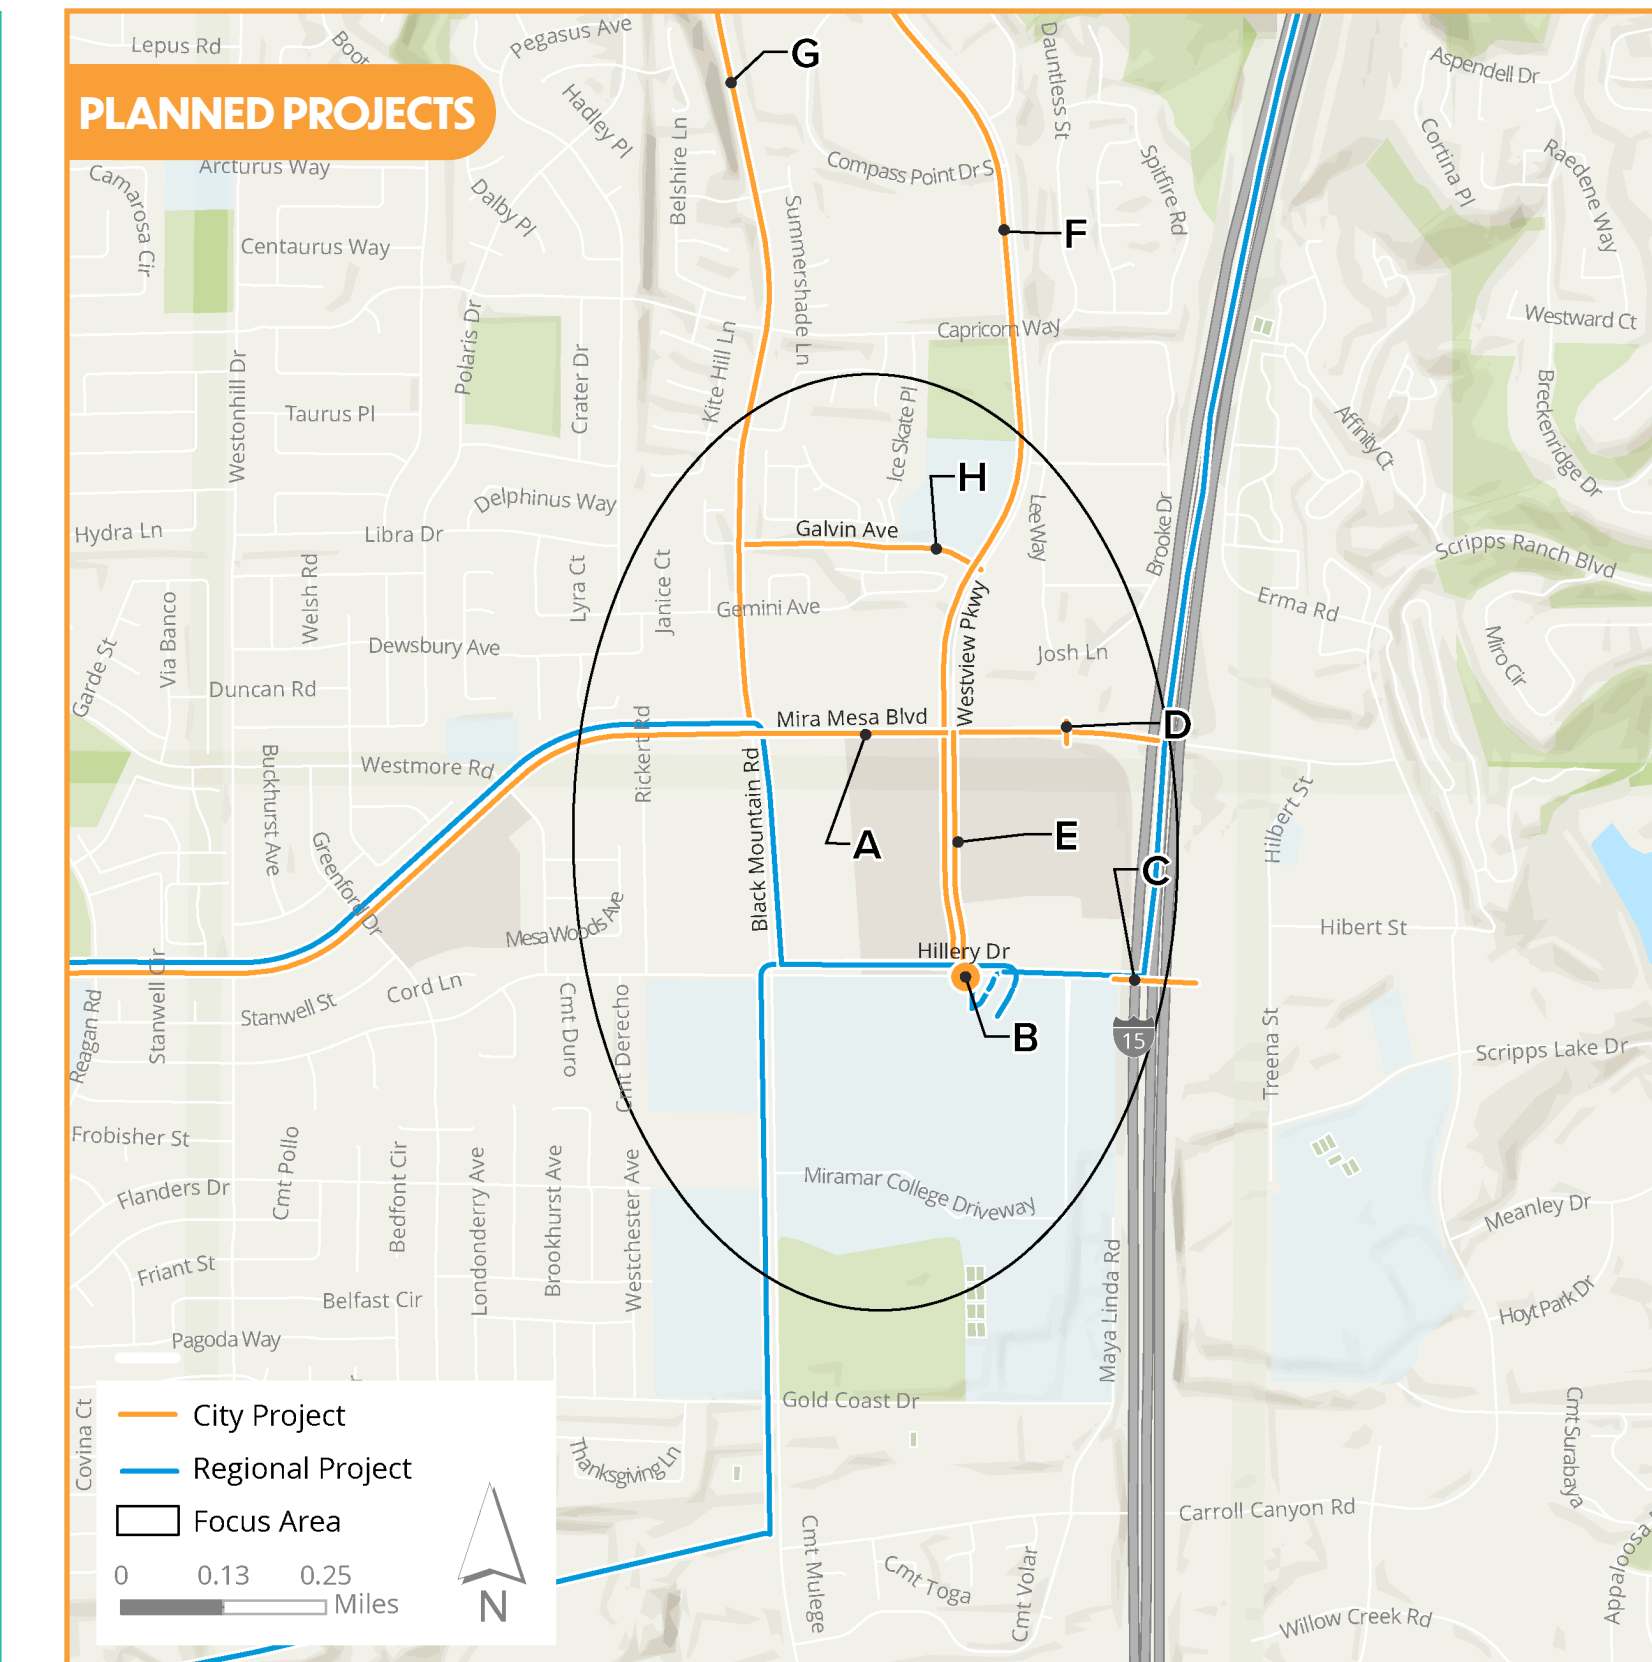 Lepus Rd
Boot
Pegasus Ave
G
Dauntless St
Aspendell Dr
PLANNED PROJECTS
Hadley Pl
Belshire Ln
Compass Point Dr S
Spitfire Rd
Cortina Pl
Raedene Way
Arcturus Way
Camarosa Cir
Dalby Pl
Summershade Ln
F
Centaurus Way
Polaris Dr
Capricorn Way
Westward Ct
Westonhill Dr
Crater Dr
Kite Hill Ln
Taurus Pl
Ice Skate Pl
Affinity Ct
Breckenridge Dr
H
Delphinus Way
Hydra Ln
Libra Dr
Galvin Ave
Lee Way
Brooke Dr
Scripps Ranch Blvd
Welsh Rd
Lyra Ct
Janice Ct
Gemini Ave
Erma Rd
Garde St
Via Banco
Dewsbury Ave
Westview Pkwy
Josh Ln
Miro Cir
Duncan Rd
Mira Mesa Blvd
D
Rickert Rd
Westmore Rd
Buckhurst Ave
Black Mountain Rd
A
E
Hilbert St
Greenford Dr
C
Mesa Woods Ave
Hillery Dr
Hibert St
Stanwell Cir
Cord Ln
Stanwell St
Reagan Rd
Cmt Duro
Cmt Derecho
B
15
Treena St
Scripps Lake Dr
Frobisher St
Cmt Pollo
Flanders Dr
Bedfont Cir
Londonderry Ave
Brookhurst Ave
Westchester Ave
Miramar College Driveway
Meanley Dr
Friant St
Maya Linda Rd
Belfast Cir
Hoyt Park Dr
Pagoda Way
Gold Coast Dr
Covina Ct
City Project
Thanksgiving Ln
Cmt Surabaya
Regional Project
Focus Area
Carroll Canyon Rd
0 0.13 0.25
Miles
N
Cmt Mulege
Cmt Toga
Cmt Volar
Willow Creek Rd
Appaloosa